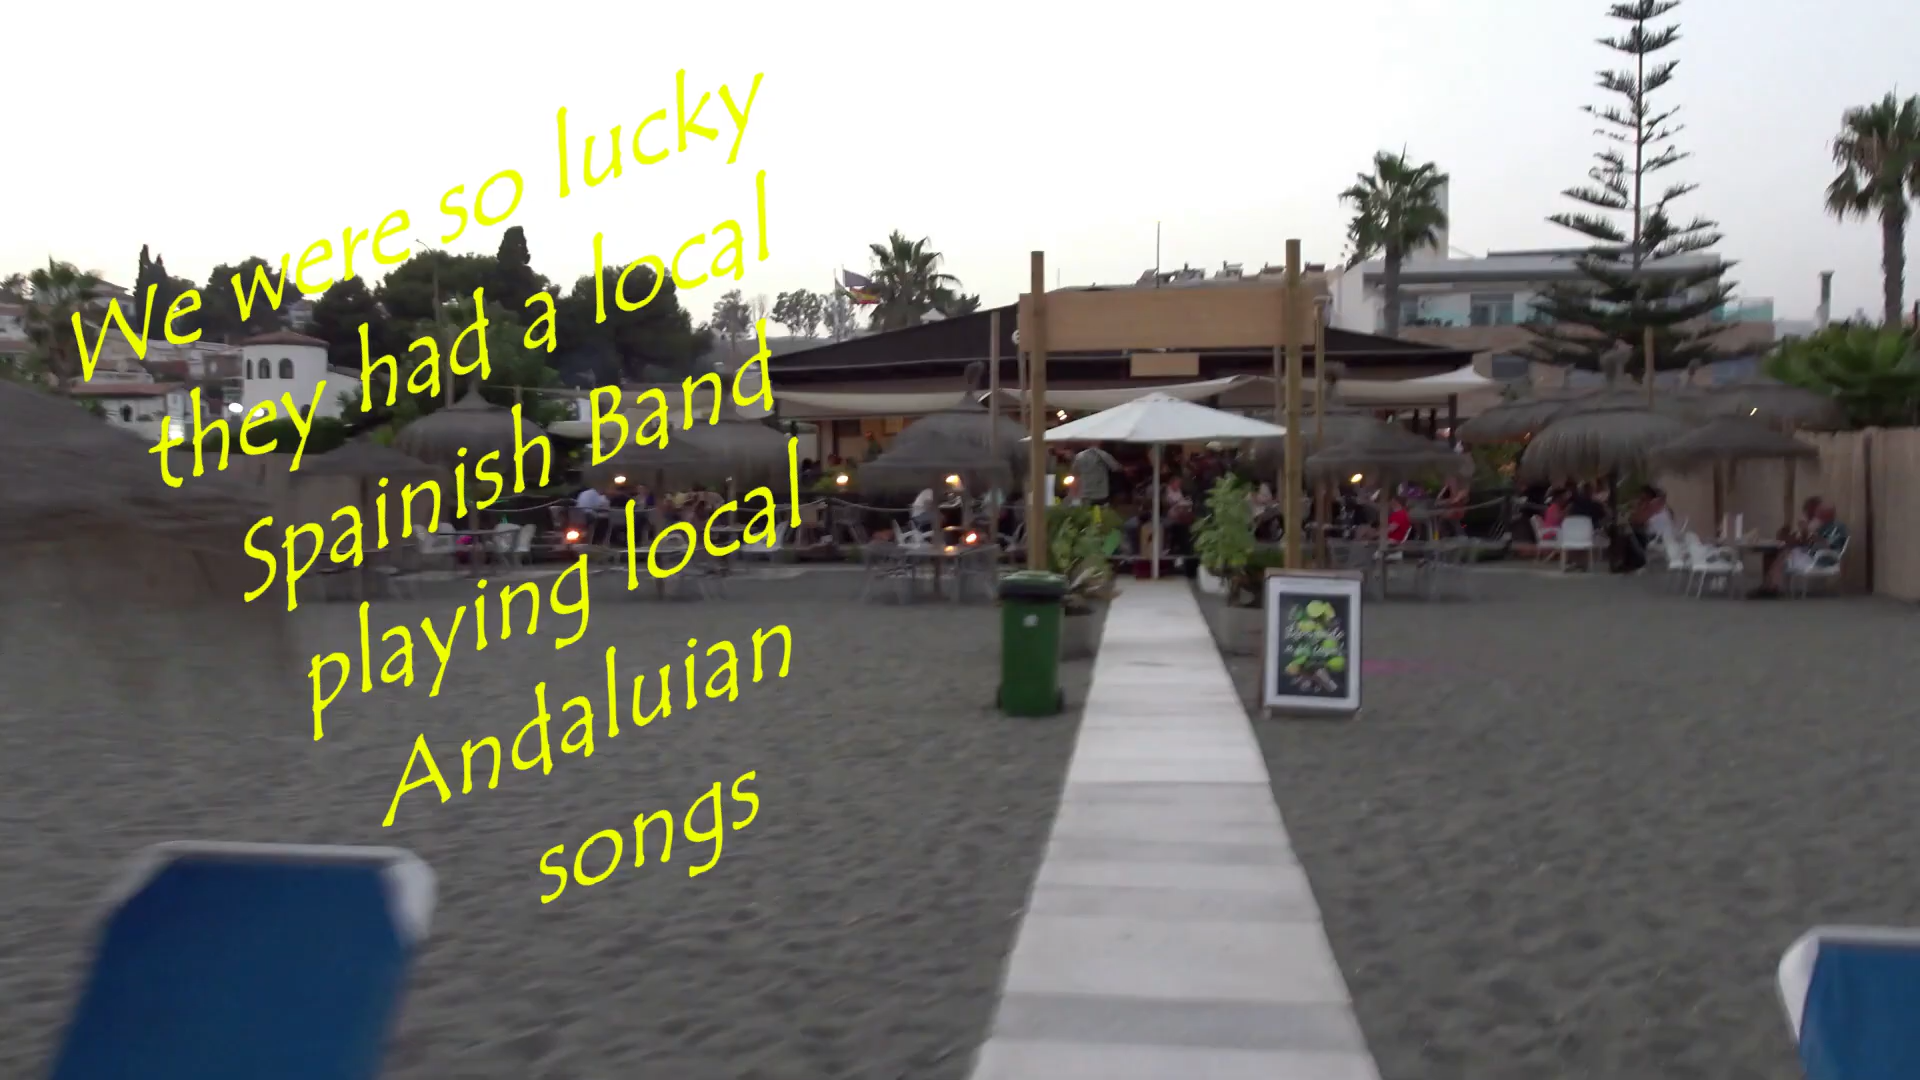 We were so lucky
they had a local
Spainish Band
playing local
Andaluian
songs